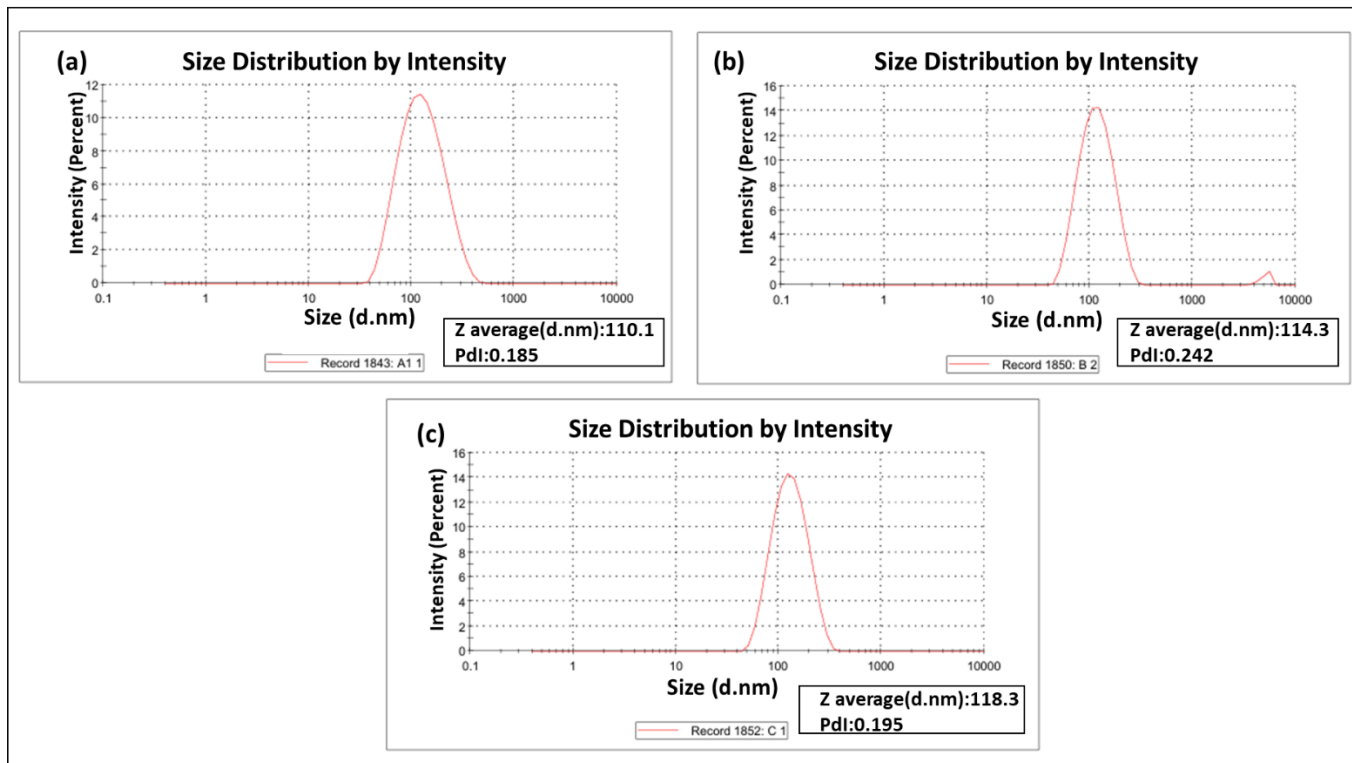 (a)
Size Distribution by Intensity
Intensity (Percent)
12
10
8
6
4
2
0
0.1 1 10 100 1000 10000
Size (d.nm)
Z average(d.nm):110.1
PdI:0.185
Record 1843: A1 1
(b)
Size Distribution by Intensity
Intensity (Percent)
16
14
12
10
8
6
4
2
0
0.1 1 10 100 1000 10000
Size (d.nm)
Z average(d.nm):114.3
PdI:0.242
Record 1850: B 2
(c)
Size Distribution by Intensity
Intensity (Percent)
16
14
12
10
8
6
4
2
0
0.1 1 10 100 1000 10000
Size (d.nm)
Z average(d.nm):118.3
PdI:0.195
Record 1852: C 1